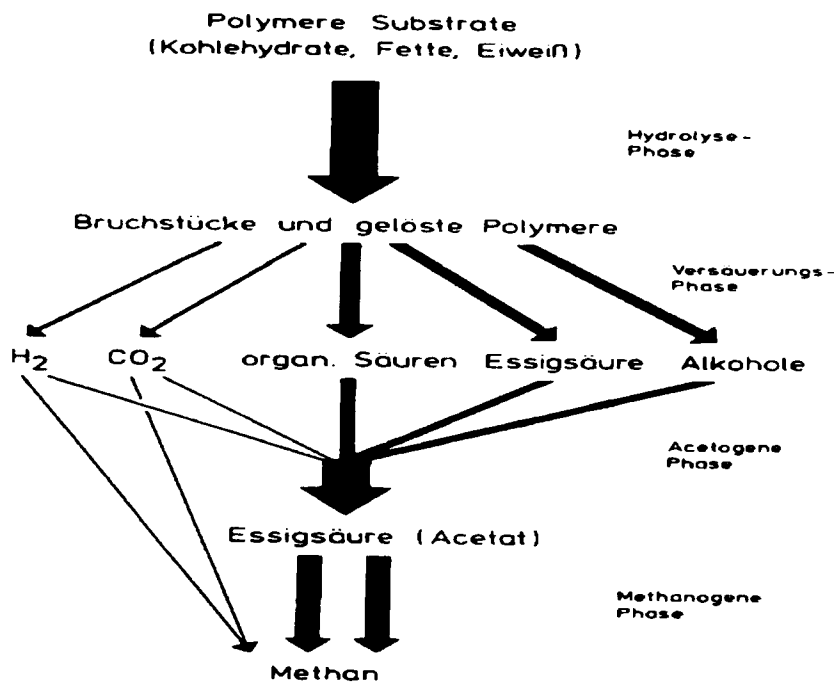 Polymere Substrate
(Kohlehydrate, Fette, Eiweiß)
Hydrolyse-
Phase
Bruchstücke und gelöste Polymere
Versäuerungs-
Phase
H2 CO2 organ. Säuren Essigsäure Alkohole
Acetogene
Phase
Essigsäure (Acetat)
Methanogene
Phase
Methan